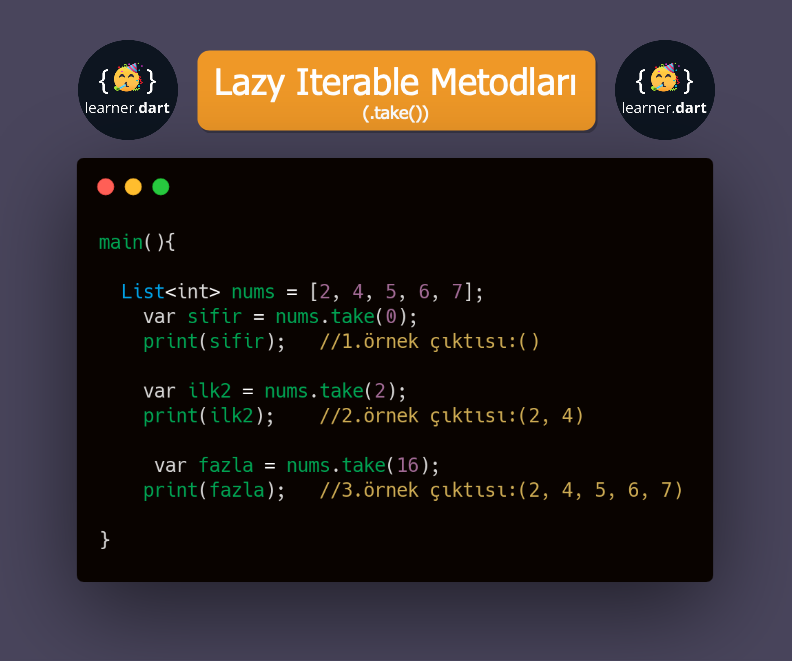 {🥳}
learner.dart
Lazy Iterable Metodları
(.take())
{🥳}
learner.dart
main(){
List<int> nums = [2, 4, 5, 6, 7];
var sifir = nums.take(0);
print(sifir);   //1.örnek çıktısı:()
var ilk2 = nums.take(2);
print(ilk2);    //2.örnek çıktısı:(2, 4)
var fazla = nums.take(16);
print(fazla);   //3.örnek çıktısı:(2, 4, 5, 6, 7)
}